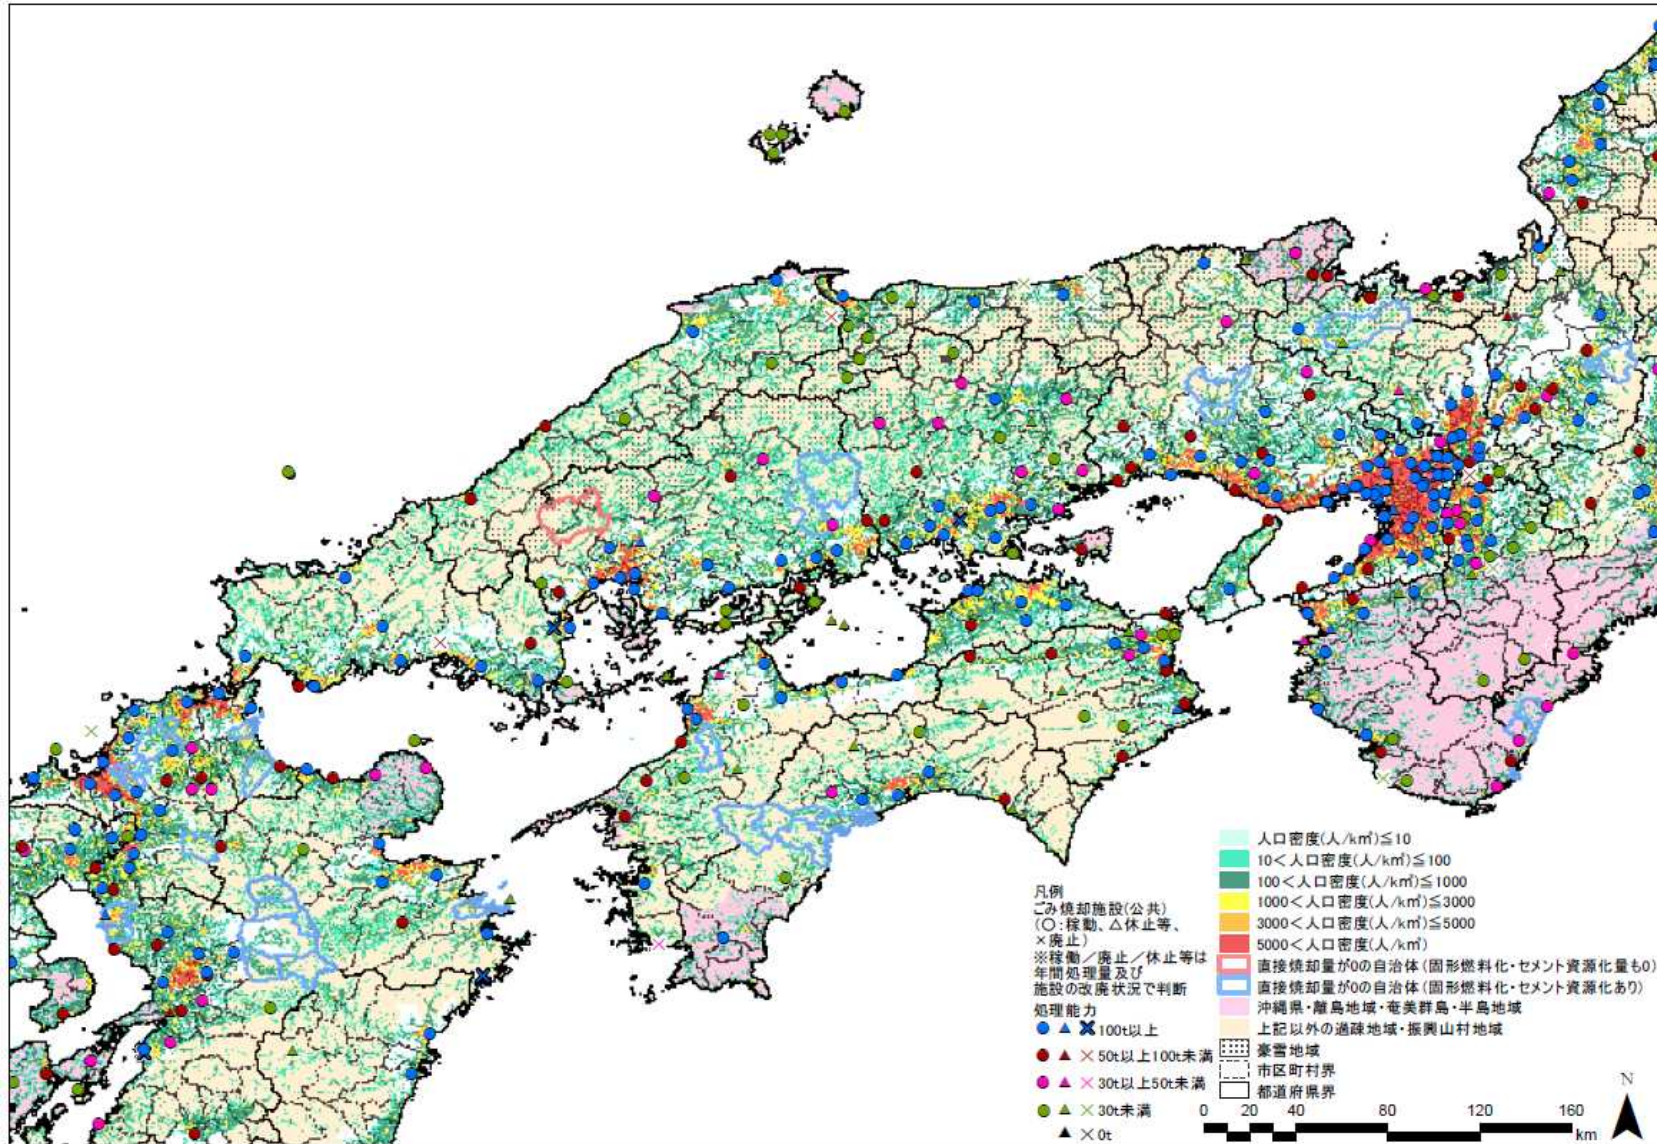 人口密度(人/k㎡)≦10
10<人口密度(人/k㎡)≦100
100<人口密度(人/k㎡)≦1000
1000<人口密度(人/k㎡)≦3000
3000<人口密度(人/k㎡)≦5000
5000<人口密度(人/k㎡)
直接焼却量が0の自治体(固形燃料化・セメント資源化量も0)
直接焼却量が0の自治体(固形燃料化・セメント資源化あり)
沖縄県・離島地域・奄美群島・半島地域
上記以外の過疎地域・振興山村地域
豪雪地域
市区町村界
都道府県界
凡例
ごみ焼却施設(公共)
(〇:稼動、△休止等、
×廃止)
※稼働/廃止/休止等は
年間処理量及び
施設の改廃状況で判断
処理能力
100t以上
50t以上100t未満
30t以上50t未満
30t未満
0t
0 20 40 80 120 160
km
N